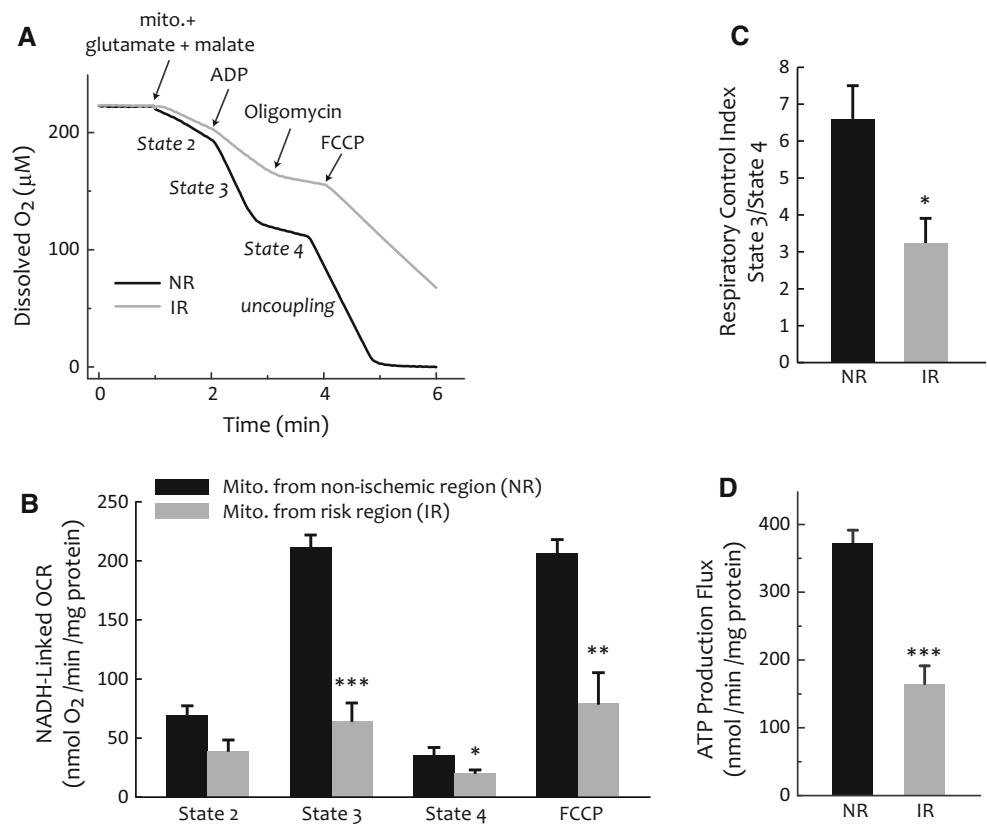 A
mito.+
glutamate + malate
ADP
Oligomycin
FCCP
State 2
State 3
State 4
uncoupling
NR
IR
Dissolved O₂ (µM)
200
100
0
0
2
4
6
Time (min)
C
Respiratory Control Index
State 3/State 4
8
7
6
5
4
3
2
1
0
*
NR
IR
B
Mito. from non-ischemic region (NR)
Mito. from risk region (IR)
NADH-Linked OCR
(nmol O₂ /min /mg protein)
250
200
150
100
50
0
***
*
**
State 2
State 3
State 4
FCCP
D
ATP Production Flux
(nmol /min /mg protein)
400
300
200
100
0
***
NR
IR